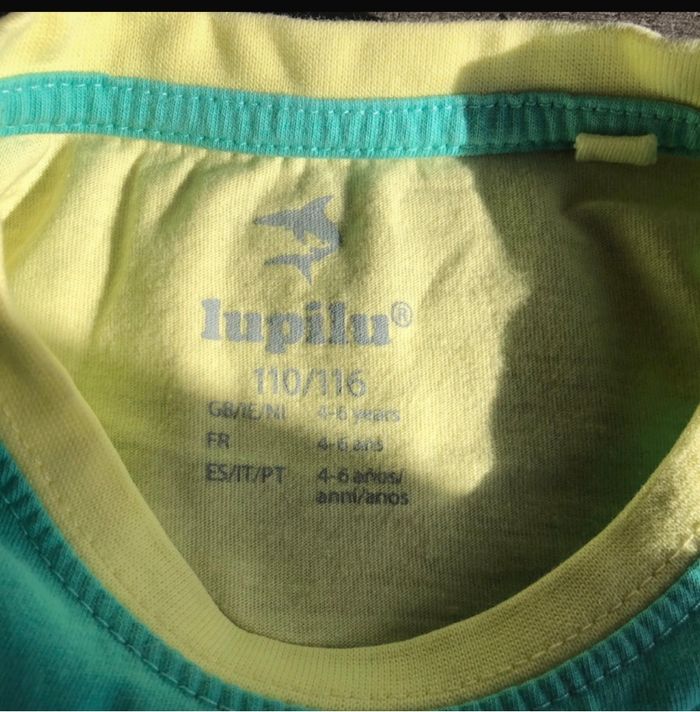 lupilu®
110/116
GB/IE/NI 4-6 years
FR 4-6 ans
ES/IT/PT 4-6 años/
anni/anos